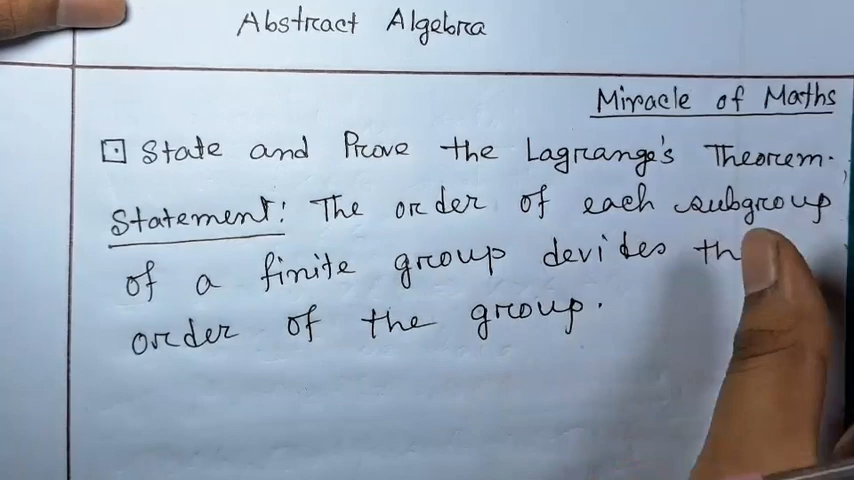 Abstract Algebra
Miracle of Maths
State and Prove the Lagrange's Theorem.
Statement: The order of each subgroup
of a finite group devides th
order of the group.